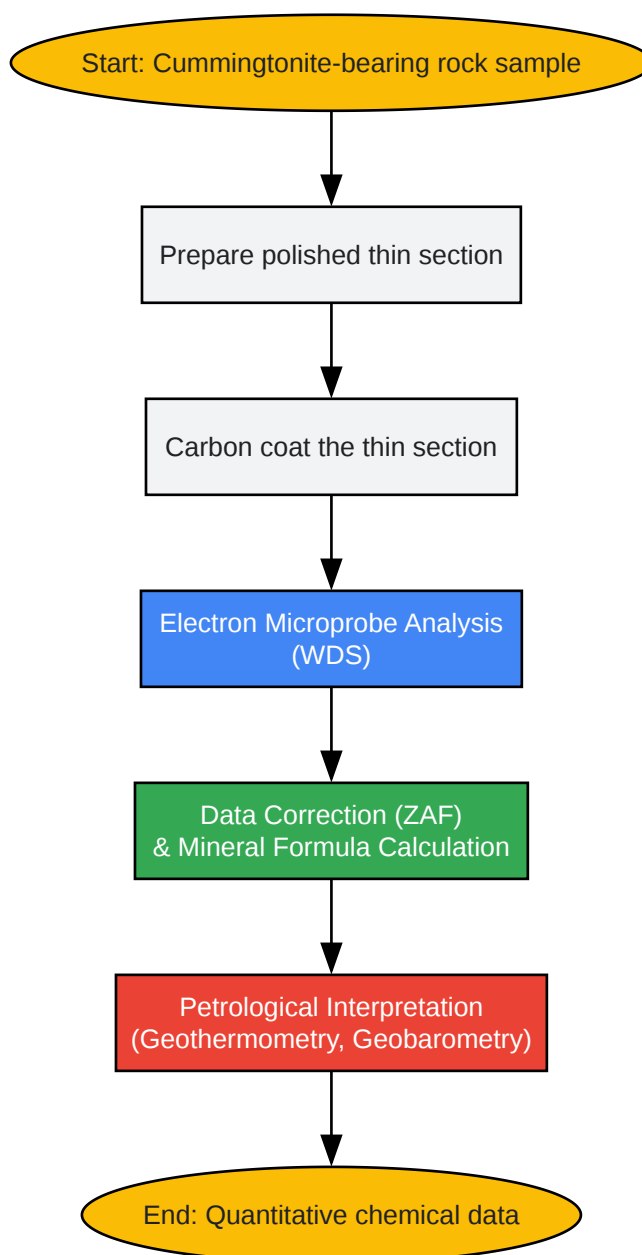 Start: Cummingtonite-bearing rock sample
Prepare polished thin section
Carbon coat the thin section
Electron Microprobe Analysis
(WDS)
Data Correction (ZAF)
& Mineral Formula Calculation
Petrological Interpretation
(Geothermometry, Geobarometry)
End: Quantitative chemical data